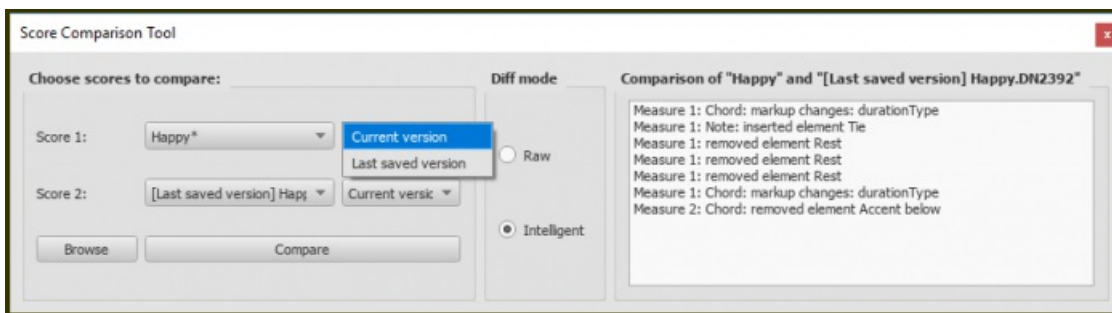 Score Comparison Tool
x
Choose scores to compare:
Score 1:
Happy*
Current version
Last saved version
Score 2:
[Last saved version] Happ
Current versic
Browse
Compare
Diff mode
Raw
Intelligent
Comparison of "Happy" and "[Last saved version] Happy.DN2392"
Measure 1: Chord: markup changes: durationType
Measure 1: Note: inserted element Tie
Measure 1: removed element Rest
Measure 1: removed element Rest
Measure 1: removed element Rest
Measure 1: Chord: markup changes: durationType
Measure 2: Chord: removed element Accent below